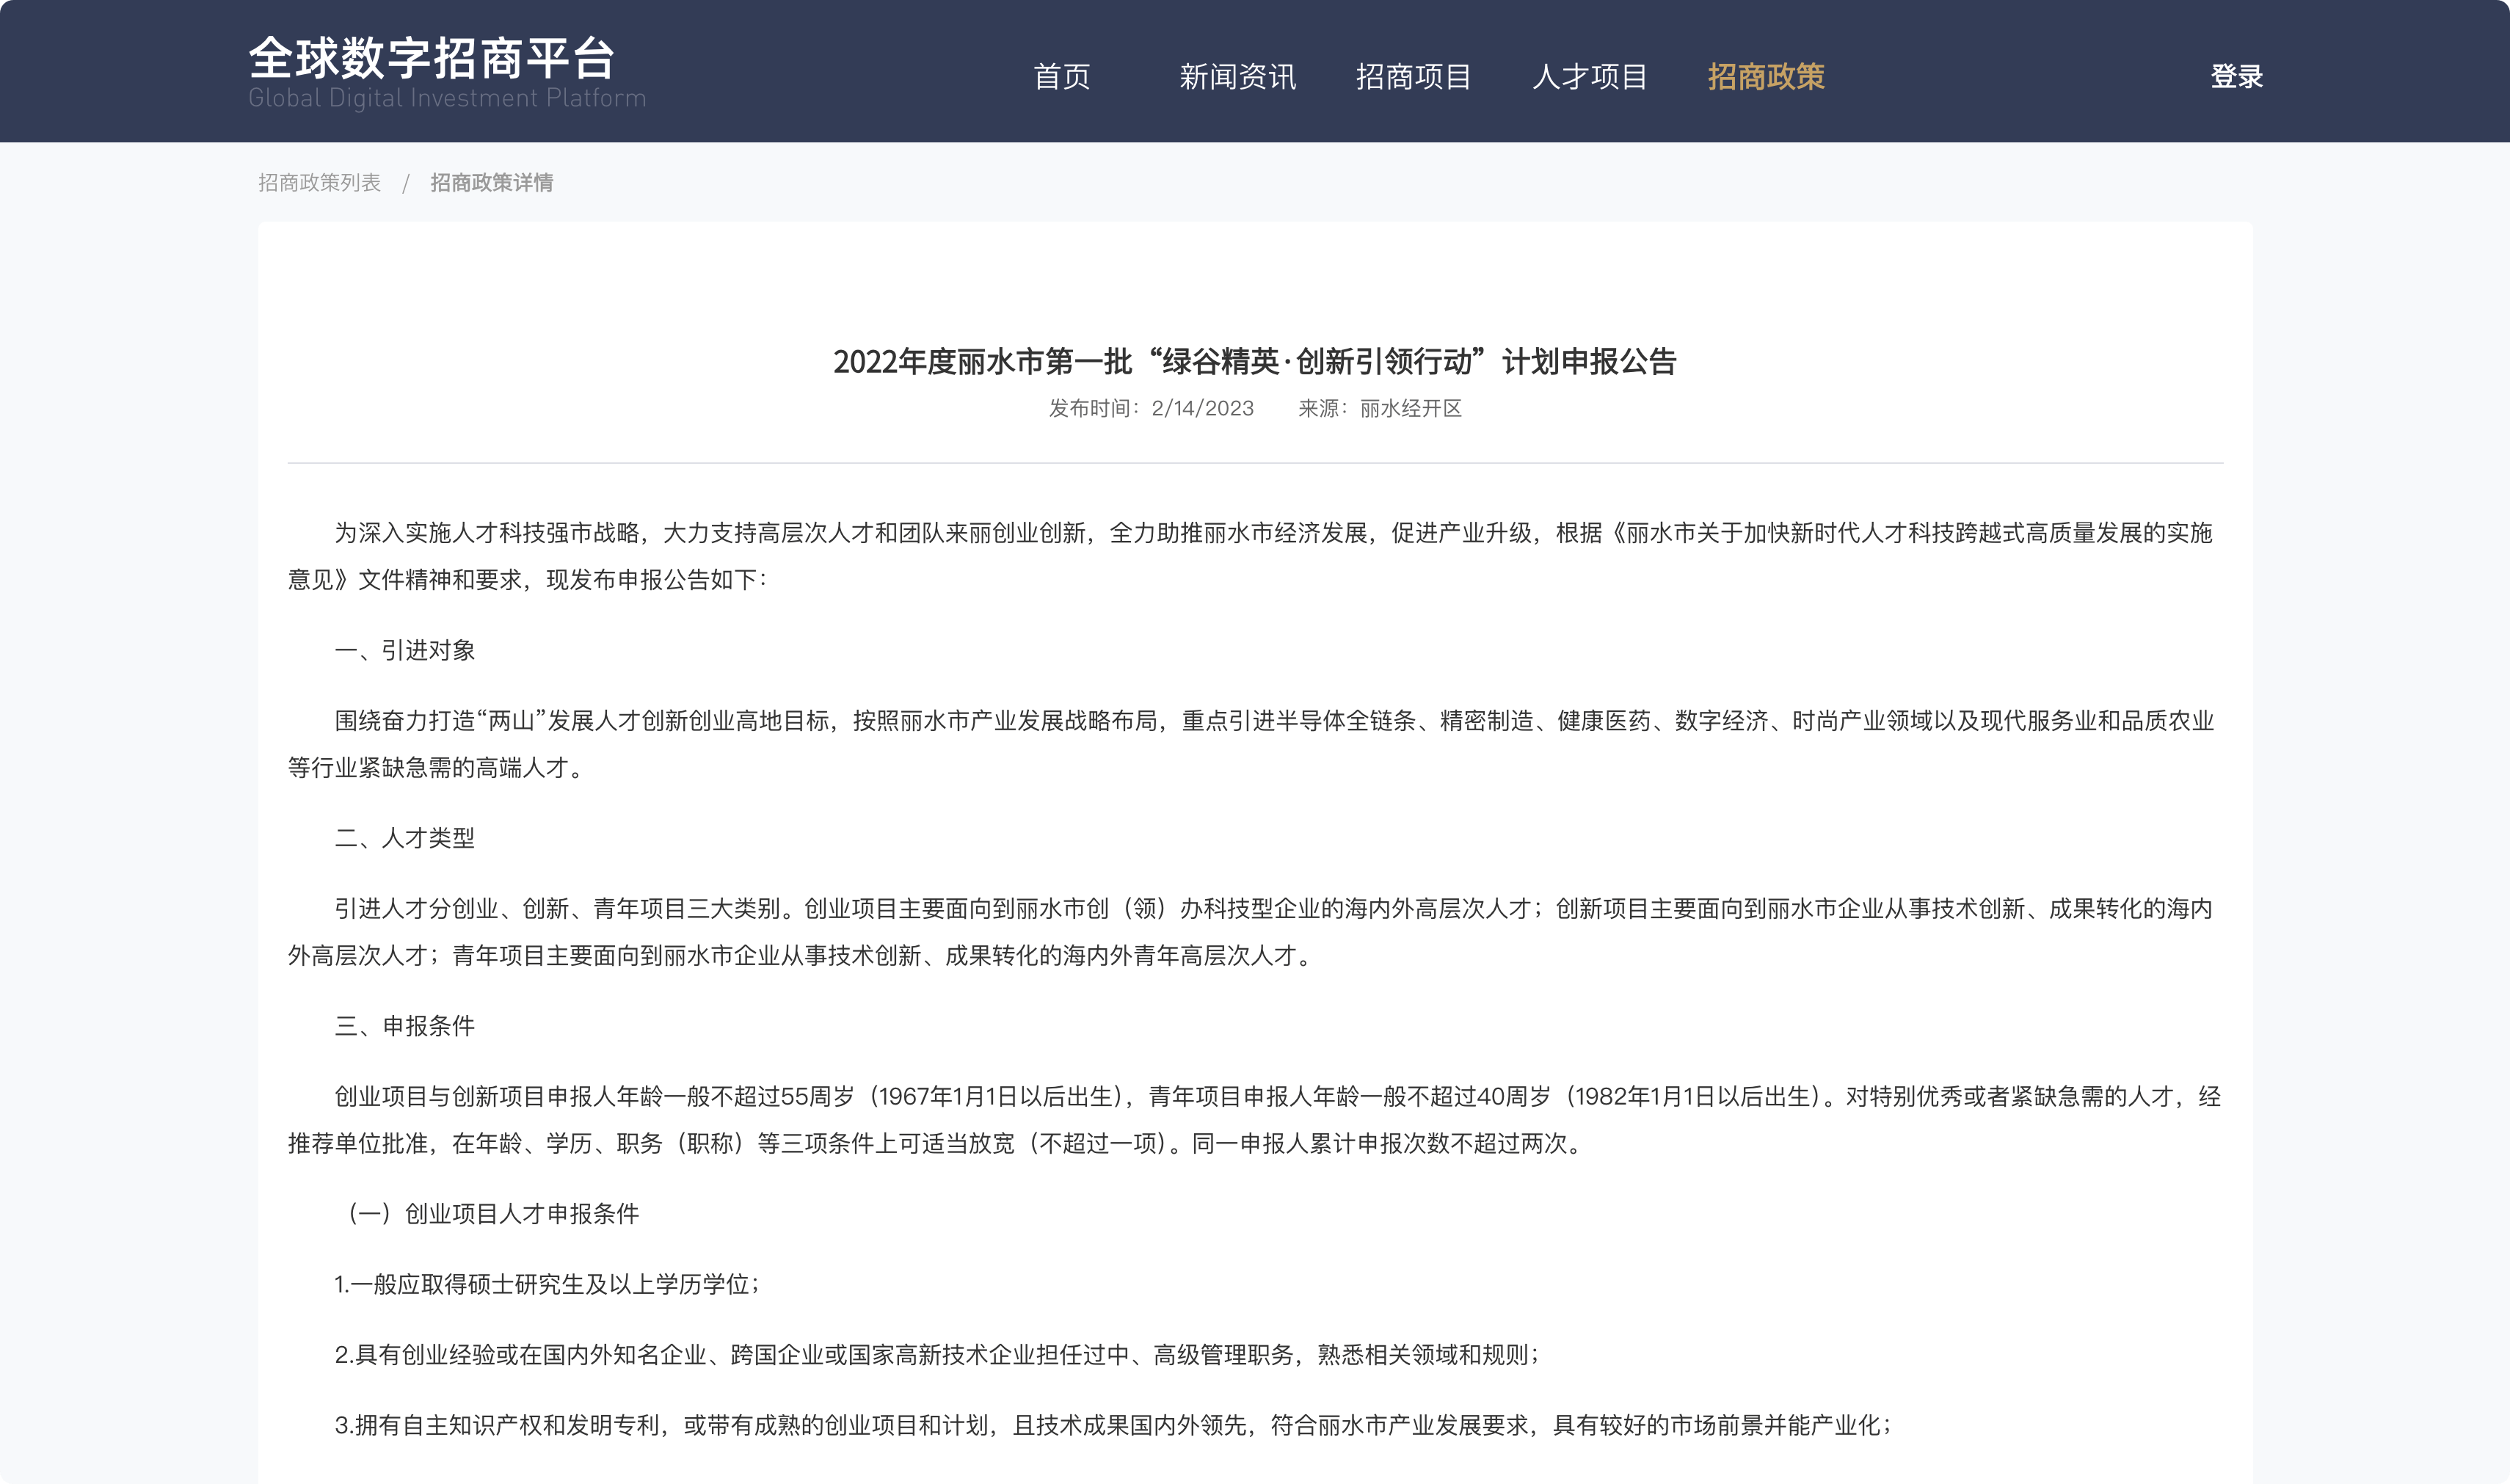 全球数字招商平台
Global Digital Investment Platform
首页 新闻资讯 招商项目 人才项目 招商政策 登录
招商政策列表 / 招商政策详情
2022年度丽水市第一批“绿谷精英·创新引领行动”计划申报公告
发布时间：2/14/2023 来源：丽水经开区
为深入实施人才科技强市战略，大力支持高层次人才和团队来丽创业创新，全力助推丽水市经济发展，促进产业升级，根据《丽水市关于加快新时代人才科技跨越式高质量发展的实施
意见》文件精神和要求，现发布申报公告如下：
一、引进对象
围绕奋力打造“两山”发展人才创新创业高地目标，按照丽水市产业发展战略布局，重点引进半导体全链条、精密制造、健康医药、数字经济、时尚产业领域以及现代服务业和品质农业
等行业紧缺急需的高端人才。
二、人才类型
引进人才分创业、创新、青年项目三大类别。创业项目主要面向到丽水市创（领）办科技型企业的海内外高层次人才；创新项目主要面向到丽水市企业从事技术创新、成果转化的海内
外高层次人才；青年项目主要面向到丽水市企业从事技术创新、成果转化的海内外青年高层次人才。
三、申报条件
创业项目与创新项目申报人年龄一般不超过55周岁（1967年1月1日以后出生），青年项目申报人年龄一般不超过40周岁（1982年1月1日以后出生）。对特别优秀或者紧缺急需的人才，经
推荐单位批准，在年龄、学历、职务（职称）等三项条件上可适当放宽（不超过一项）。同一申报人累计申报次数不超过两次。
（一）创业项目人才申报条件
1.一般应取得硕士研究生及以上学历学位；
2.具有创业经验或在国内外知名企业、跨国企业或国家高新技术企业担任过中、高级管理职务，熟悉相关领域和规则；
3.拥有自主知识产权和发明专利，或带有成熟的创业项目和计划，且技术成果国内外领先，符合丽水市产业发展要求，具有较好的市场前景并能产业化；